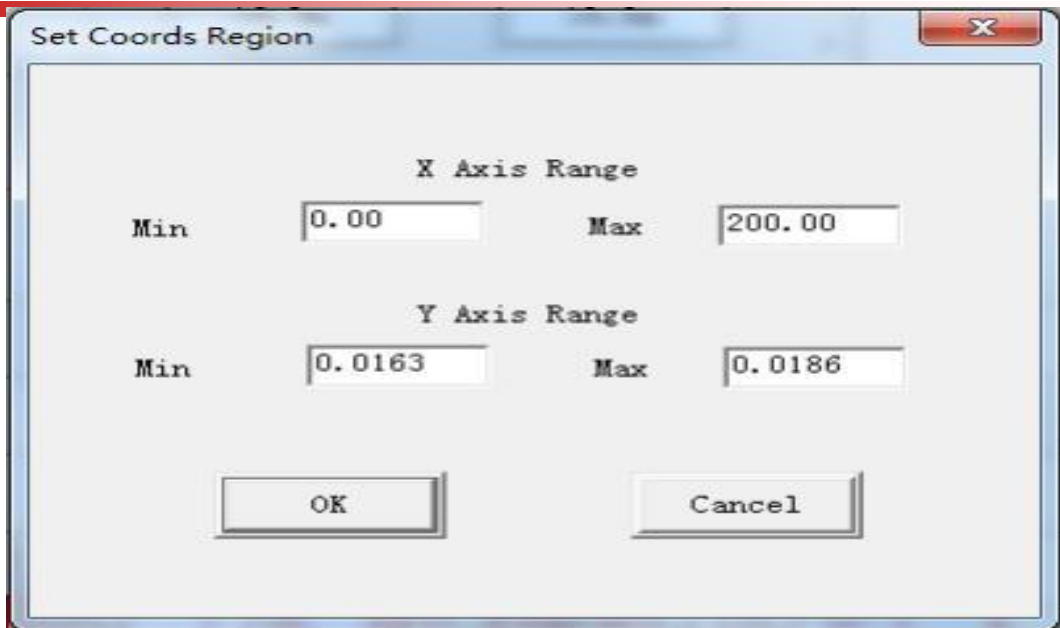 Set Coords Region
X Axis Range
Min 0.00 Max 200.00
Y Axis Range
Min 0.0163 Max 0.0186
OK Cancel